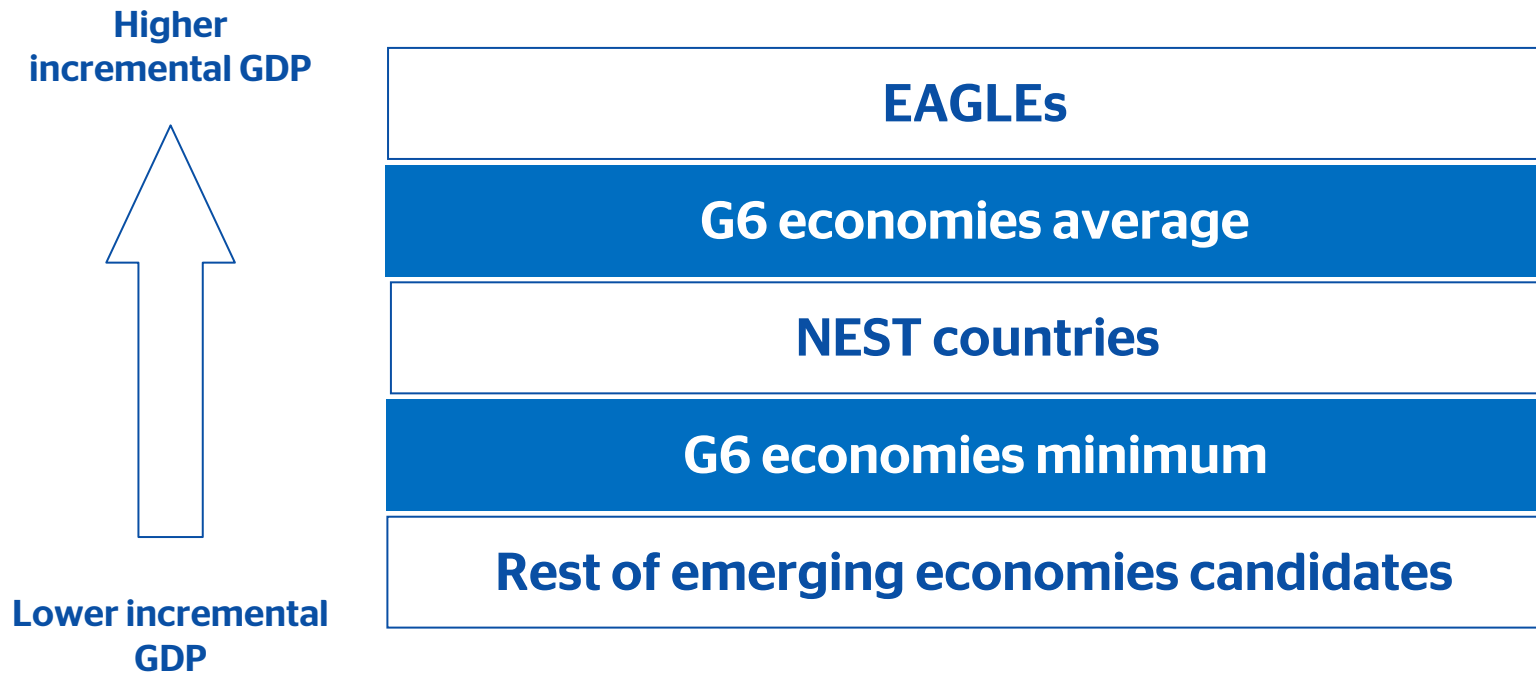 Higher
incremental GDP
EAGLEs
G6 economies average
NEST countries
G6 economies minimum
Rest of emerging economies candidates
Lower incremental
GDP